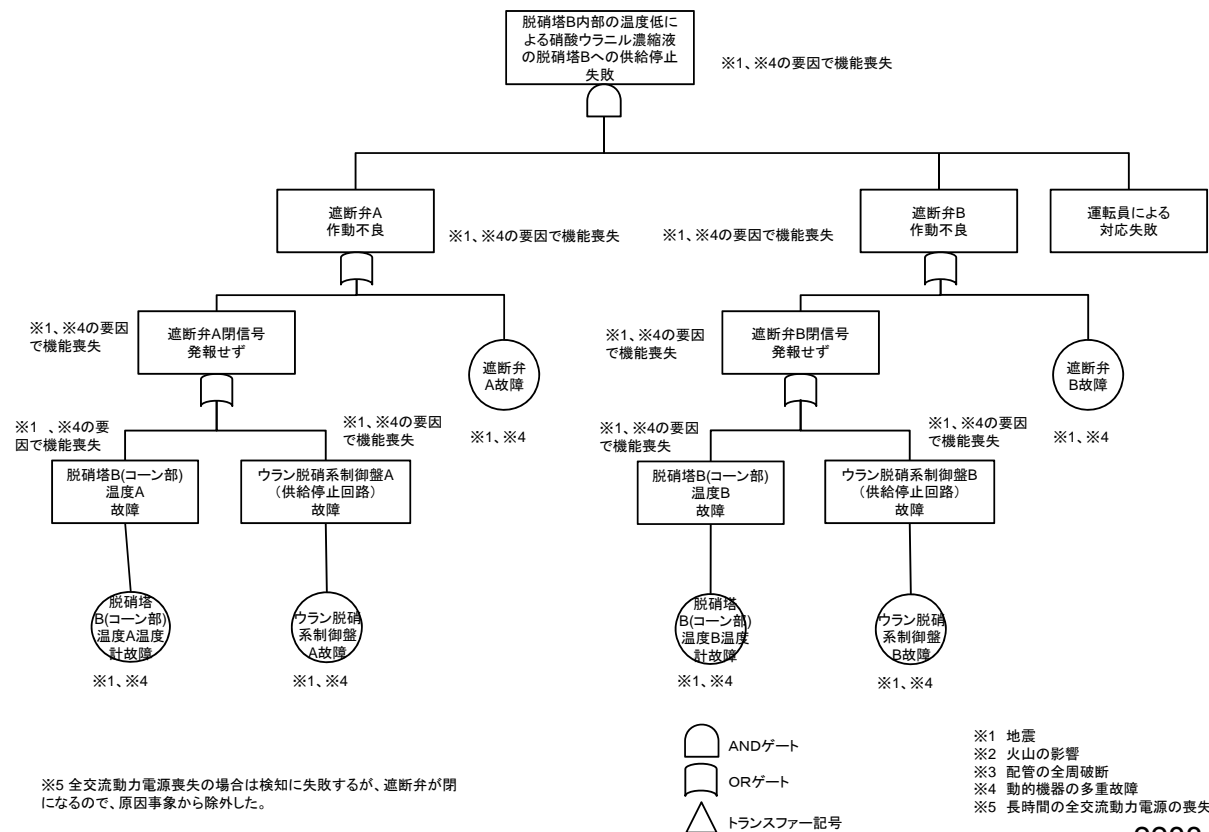 脱硝塔B内部の温度低に
よる硝酸ウラニル濃縮液
の脱硝塔Bへの供給停止
失敗
※1、※4の要因で機能喪失
遮断弁A
作動不良
※1、※4の要因で機能喪失
※1、※4の要因で機能喪失
遮断弁B
作動不良
運転員による
対応失敗
※1、※4の要因
で機能喪失
遮断弁A閉信号
発報せず
遮断弁
A故障
※1、※4
※1、※4の要因
で機能喪失
遮断弁B閉信号
発報せず
遮断弁
B故障
※1、※4
※1 、※4の要
因で機能喪失
※1、※4の要因
で機能喪失
※1、※4の要因
で機能喪失
※1、※4の要因
で機能喪失
脱硝塔B(コーン部)
温度A
故障
ウラン脱硝系制御盤A
(供給停止回路)
故障
脱硝塔B(コーン部)
温度B
故障
ウラン脱硝系制御盤B
(供給停止回路)
故障
脱硝塔
B(コーン部)
温度A温度
計故障
※1、※4
ウラン脱硝
系制御盤
A故障
※1、※4
脱硝塔
B(コーン部)
温度B温度
計故障
※1、※4
ウラン脱硝
系制御盤
B故障
※1、※4
※5 全交流動力電源喪失の場合は検知に失敗するが、遮断弁が閉
になるので、原因事象から除外した。
ANDゲート
ORゲート
トランスファー記号
※1 地震
※2 火山の影響
※3 配管の全周破断
※4 動的機器の多重故障
※5 長時間の全交流動力電源の喪失